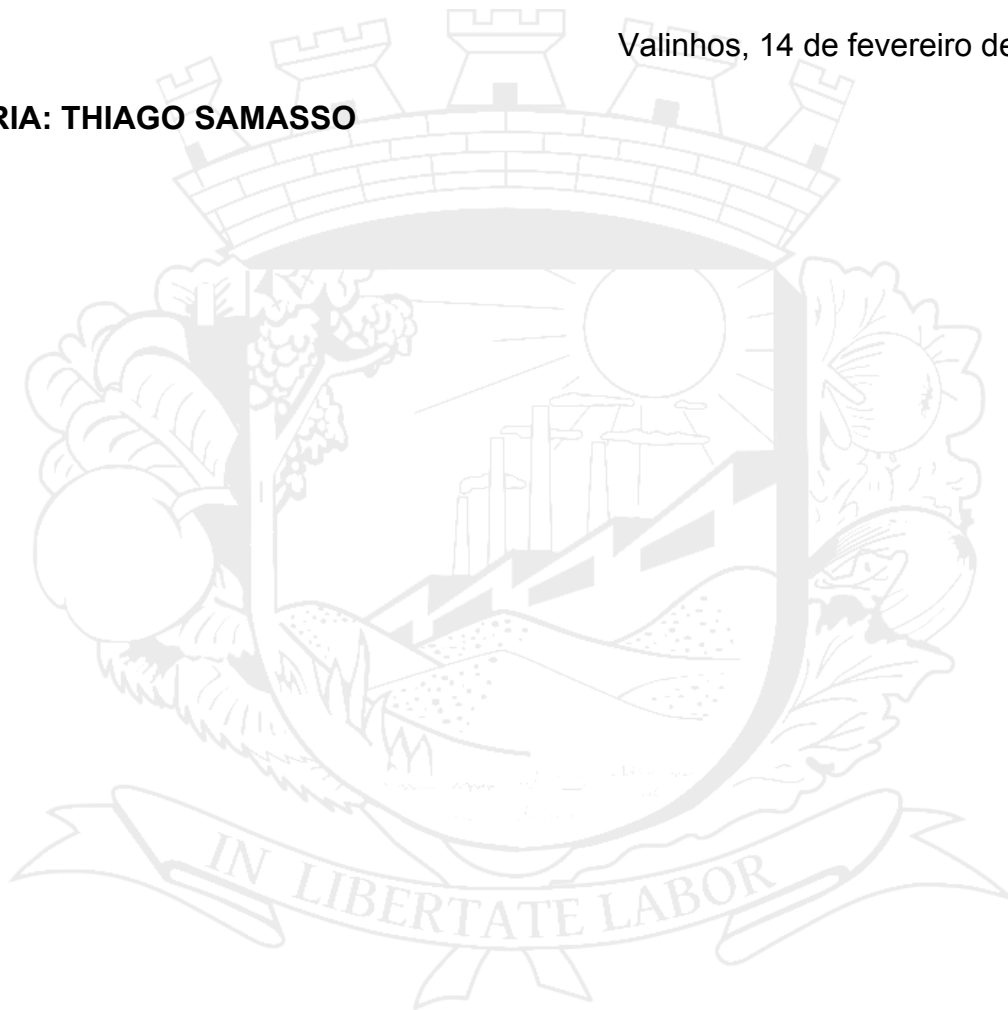 Valinhos, 14 de fevereiro de
RIA: THIAGO SAMASSO
IN LIBERTATE LABOR